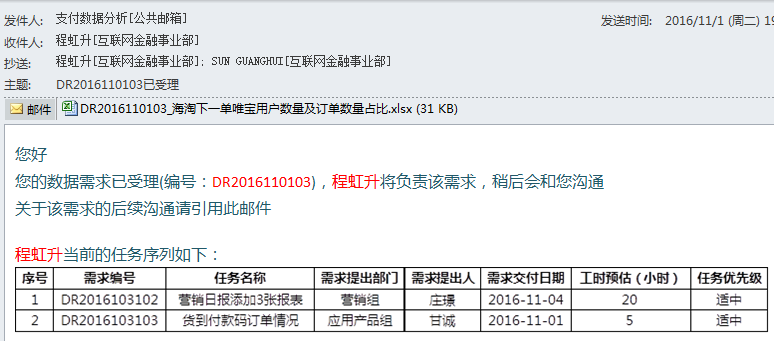 发件人: 支付数据分析[公共邮箱] 发送时间: 2016/11/1 (周二) 19
收件人: 程虹升[互联网金融事业部]
抄送: 程虹升[互联网金融事业部]; SUN GUANGHUI[互联网金融事业部]
主题: DR2016110103已受理
邮件 DR2016110103_海淘下一单唯宝用户数量及订单数量占比.xlsx (31 KB)
您好
您的数据需求已受理(编号：DR2016110103)，程虹升将负责该需求，稍后会和您沟通
关于该需求的后续沟通请引用此邮件
程虹升当前的任务序列如下：
序号 需求编号 任务名称 需求提出部门 需求提出人 需求交付日期 工时预估（小时） 任务优先级
1 DR2016103102 营销日报添加3张报表 营销组 庄璟 2016-11-04 20 适中
2 DR2016103103 货到付款码订单情况 应用产品组 甘诚 2016-11-01 5 适中